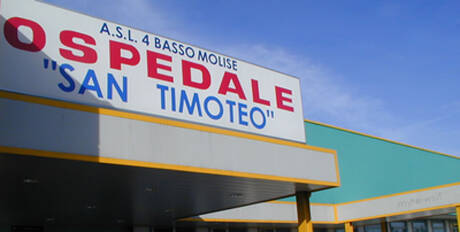 A.S.L. 4 BASSO MOLISE
OSPEDALE
"SAN TIMOTEO"